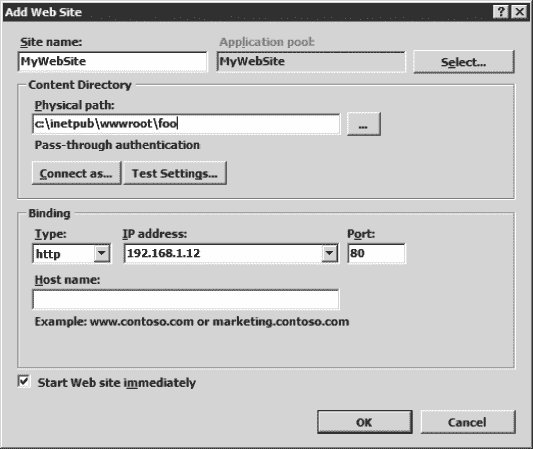 Add Web Site
Site name:
Application pool:
MyWebSite
MyWebSite
Select...
Content Directory
Physical path:
c:\inetpub\wwwroot\foo
...
Pass-through authentication
Connect as...
Test Settings...
Binding
Type:
IP address:
Port:
http
192.168.1.12
80
Host name:
Example: www.contoso.com or marketing.contoso.com
Start Web site immediately
OK
Cancel